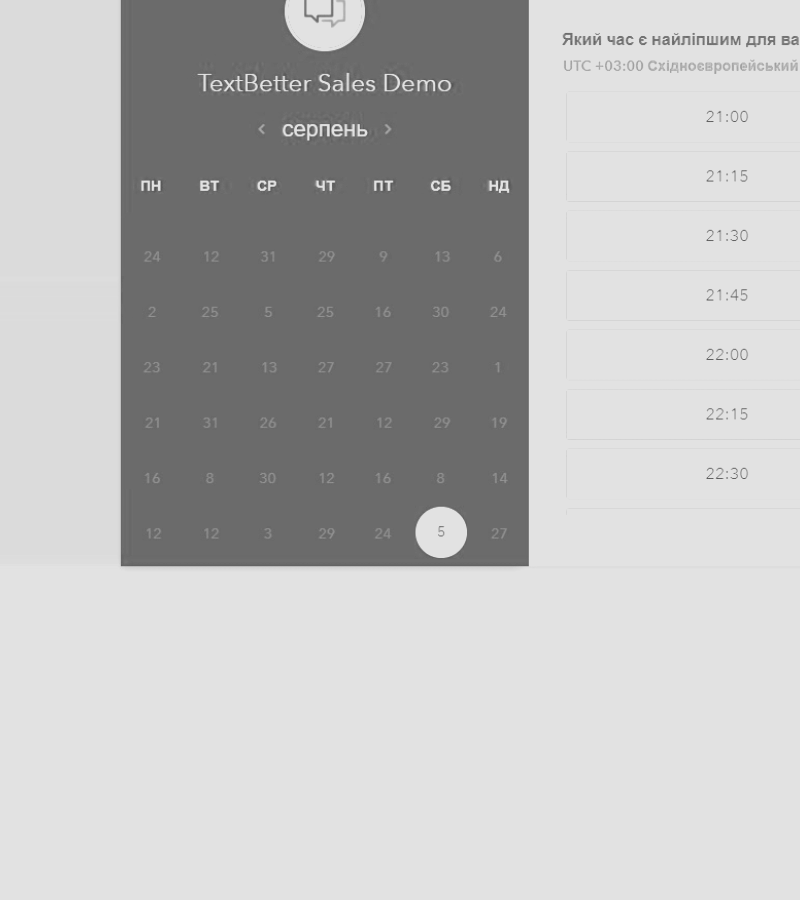 TextBetter Sales Demo
‹ серпень ›
ПН ВТ СР ЧТ ПТ СБ НД
24 12 31 29 9 13 6
2 25 5 25 16 30 24
23 21 13 27 27 23 1
21 31 26 21 12 29 19
16 8 30 12 16 8 14
12 12 3 29 24 5 27
Який час є найліпшим для ва
UTC +03:00 Східноєвропейський
21:00
21:15
21:30
21:45
22:00
22:15
22:30